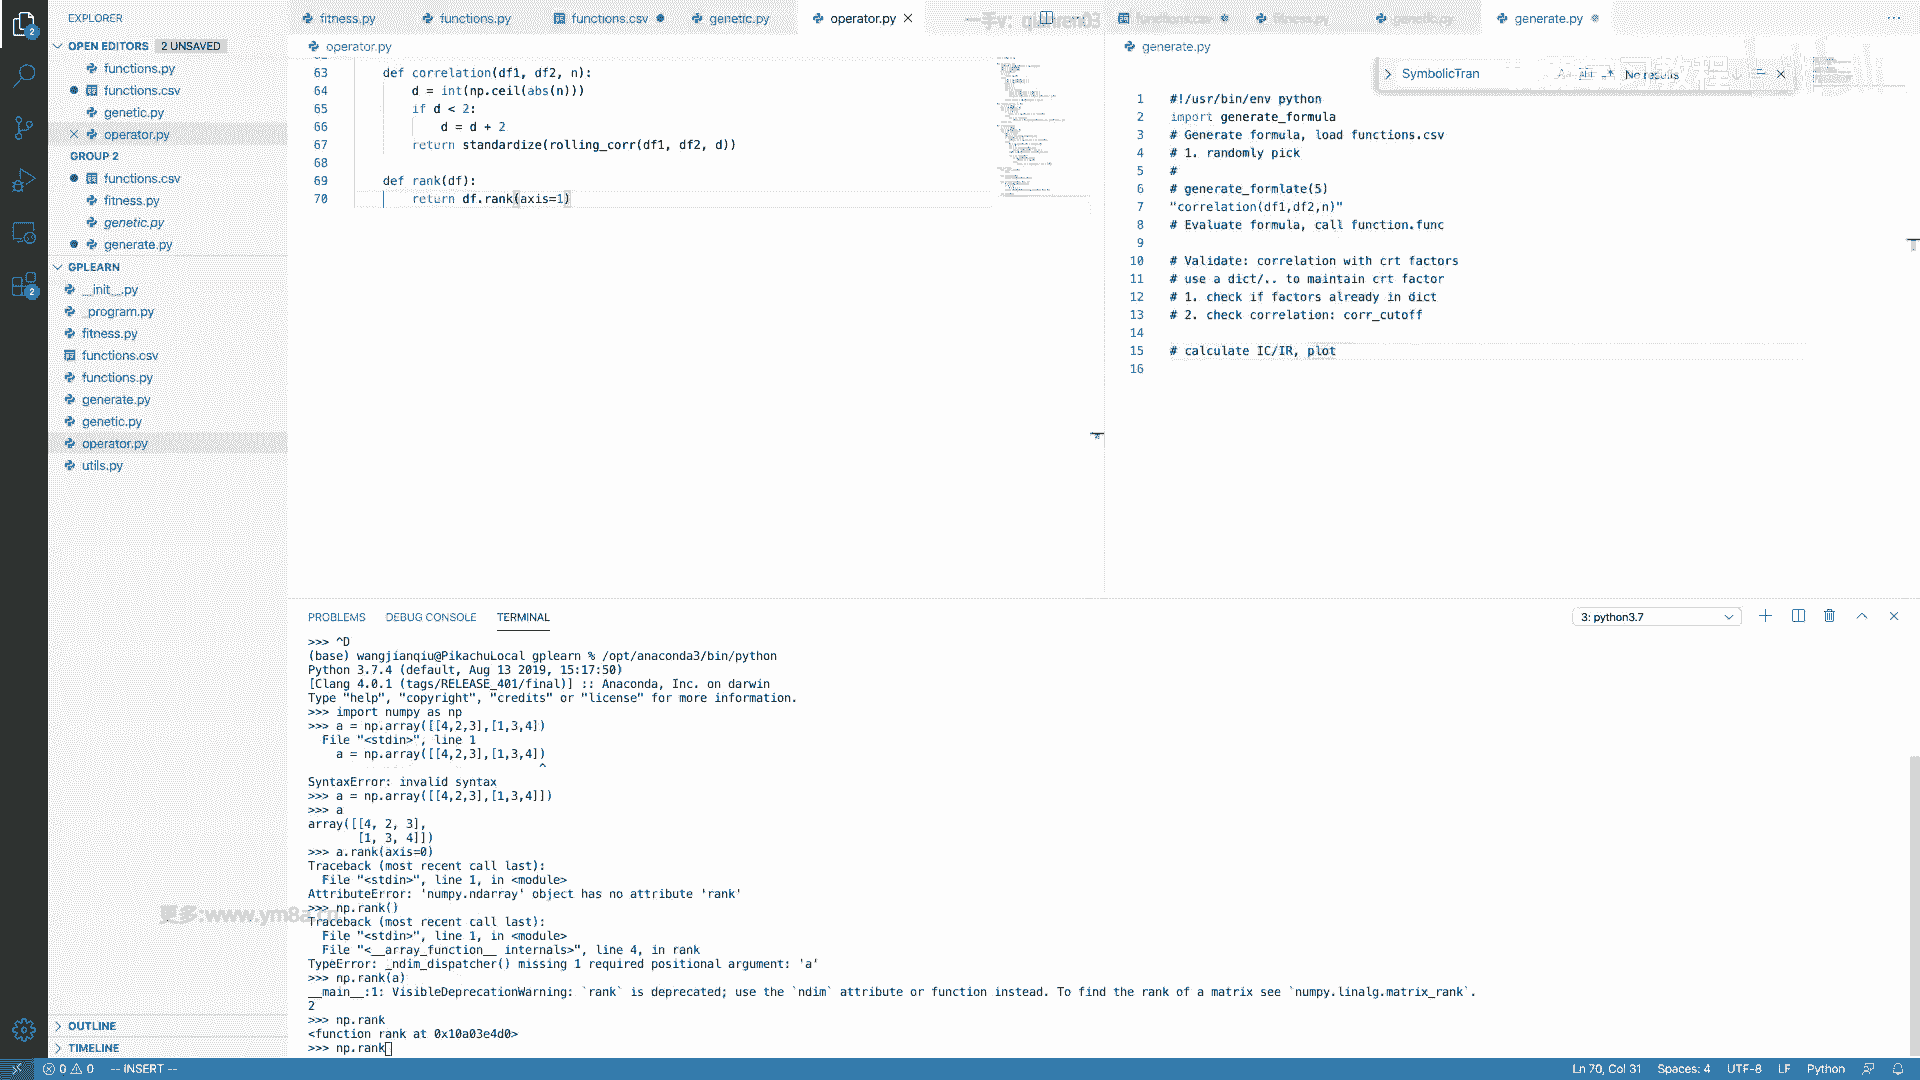 EXPLORER
OPEN EDITORS 2 UNSAVED
functions.py
functions.csv
genetic.py
operator.py
GROUP 2
functions.csv
fitness.py
genetic.py
generate.py
GPLEARN
__init__.py
_program.py
fitness.py
functions.csv
functions.py
generate.py
genetic.py
operator.py
utils.py
OUTLINE
TIMELINE
fitness.py functions.py functions.csv genetic.py operator.py
operator.py
63 def correlation(df1, df2, n):
64 d = int(np.ceil(abs(n)))
65 if d < 2:
66 d = d + 2
67 return standardize(rolling_corr(df1, df2, d))
68
69 def rank(df):
70 return df.rank(axis=1)
functions.csv fitness.py genetic.py generate.py
generate.py
SymbolicTran
No results
1 #!/usr/bin/env python
2 import generate_formula
3 # Generate formula, load functions.csv
4 # 1. randomly pick
5 #
6 # generate_formlate(5)
7 "correlation(df1,df2,n)"
8 # Evaluate formula, call function.func
9
10 # Validate: correlation with crt factors
11 # use a dict/.. to maintain crt factor
12 # 1. check if factors already in dict
13 # 2. check correlation: corr_cutoff
14
15 # calculate IC/IR, plot
16
PROBLEMS DEBUG CONSOLE TERMINAL
3: python3.7
>>> ^D
(base) wangjianqiu@PikachuLocal gplearn % /opt/anaconda3/bin/python
Python 3.7.4 (default, Aug 13 2019, 15:17:50)
[Clang 4.0.1 (tags/RELEASE_401/final)] :: Anaconda, Inc. on darwin
Type "help", "copyright", "credits" or "license" for more information.
>>> import numpy as np
>>> a = np.array([[4,2,3],[1,3,4])
File "<stdin>", line 1
a = np.array([[4,2,3],[1,3,4])
^
SyntaxError: invalid syntax
>>> a = np.array([[4,2,3],[1,3,4]])
>>> a
array([[4, 2, 3],
[1, 3, 4]])
>>> a.rank(axis=0)
Traceback (most recent call last):
File "<stdin>", line 1, in <module>
AttributeError: 'numpy.ndarray' object has no attribute 'rank'
>>> np.rank()
Traceback (most recent call last):
File "<stdin>", line 1, in <module>
File "<__array_function__ internals>", line 4, in rank
TypeError: _ndim_dispatcher() missing 1 required positional argument: 'a'
>>> np.rank(a)
__main__:1: VisibleDeprecationWarning: `rank` is deprecated; use the `ndim` attribute or function instead. To find the rank of a matrix see `numpy.linalg.matrix_rank`.
2
>>> np.rank
<function rank at 0x10a03e4d0>
>>> np.rank
更多:www.ym8a.cn
0 0 -- INSERT --
Ln 70, Col 31 Spaces: 4 UTF-8 LF Python